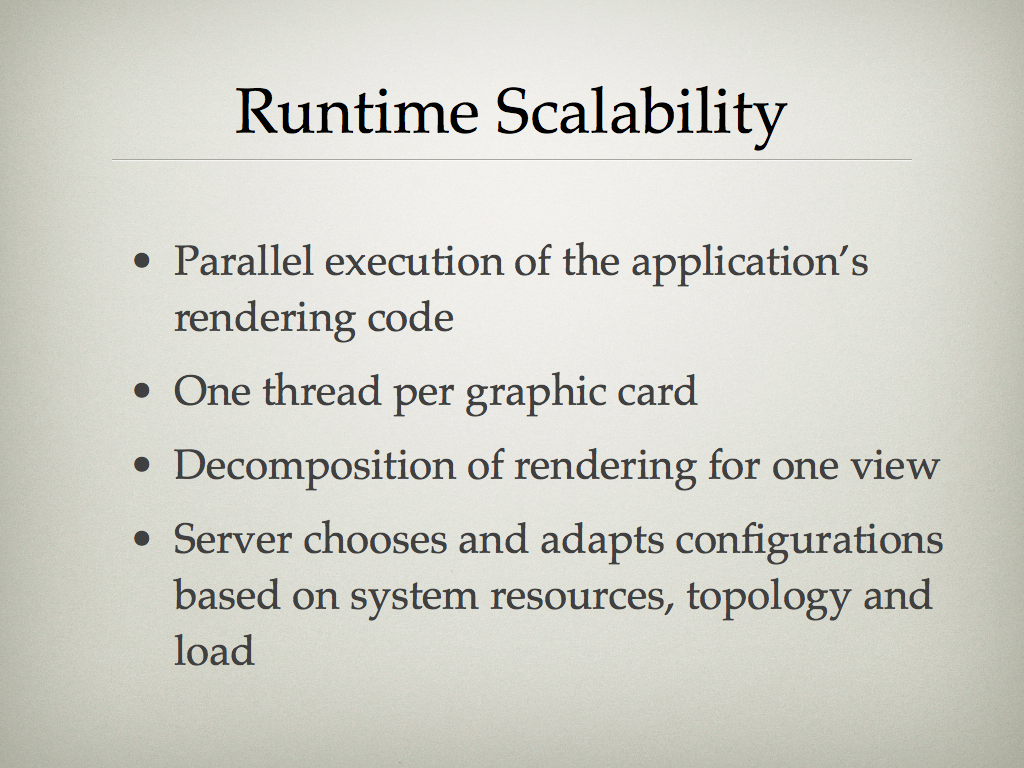 Runtime Scalability
• Parallel execution of the application’s
rendering code
• One thread per graphic card
• Decomposition of rendering for one view
• Server chooses and adapts configurations
based on system resources, topology and
load